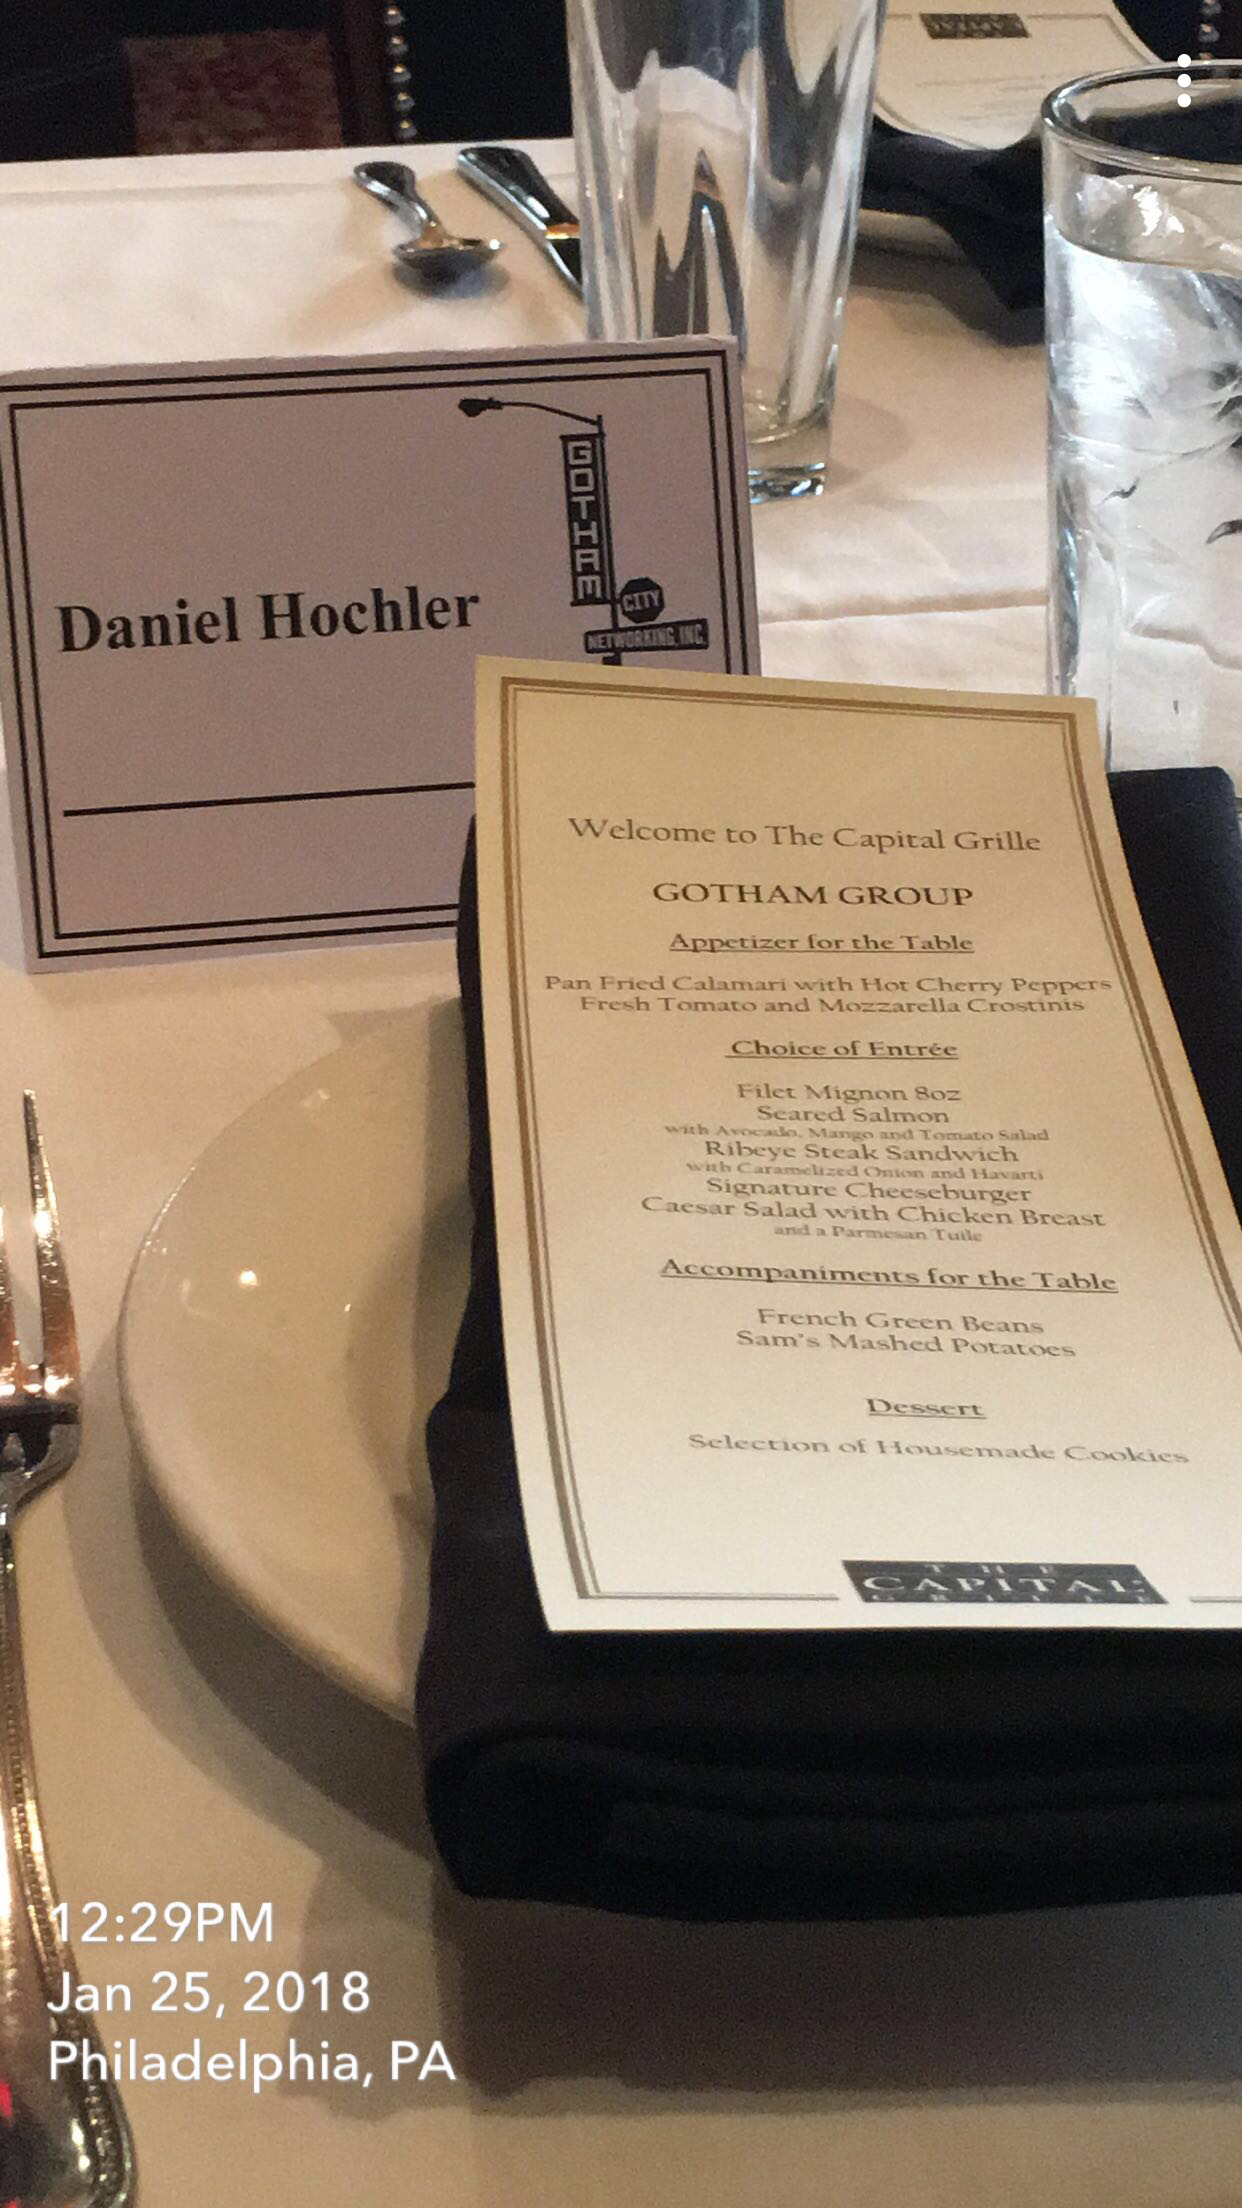 Daniel Hochler
GOTHAM
CITY
NETWORKING, INC.
Welcome to The Capital Grille
GOTHAM GROUP
Appetizer for the Table
Pan Fried Calamari with Hot Cherry Peppers
Fresh Tomato and Mozzarella Crostinis
Choice of Entrée
Filet Mignon 8oz
Seared Salmon
with Avocado, Mango and Tomato Salad
Ribeye Steak Sandwich
with Caramelized Onion and Havarti
Signature Cheeseburger
Caesar Salad with Chicken Breast
and a Parmesan Tuile
Accompaniments for the Table
French Green Beans
Sam's Mashed Potatoes
Dessert
Selection of Housemade Cookies
THE
CAPITAL
GRILLE
12:29PM
Jan 25, 2018
Philadelphia, PA